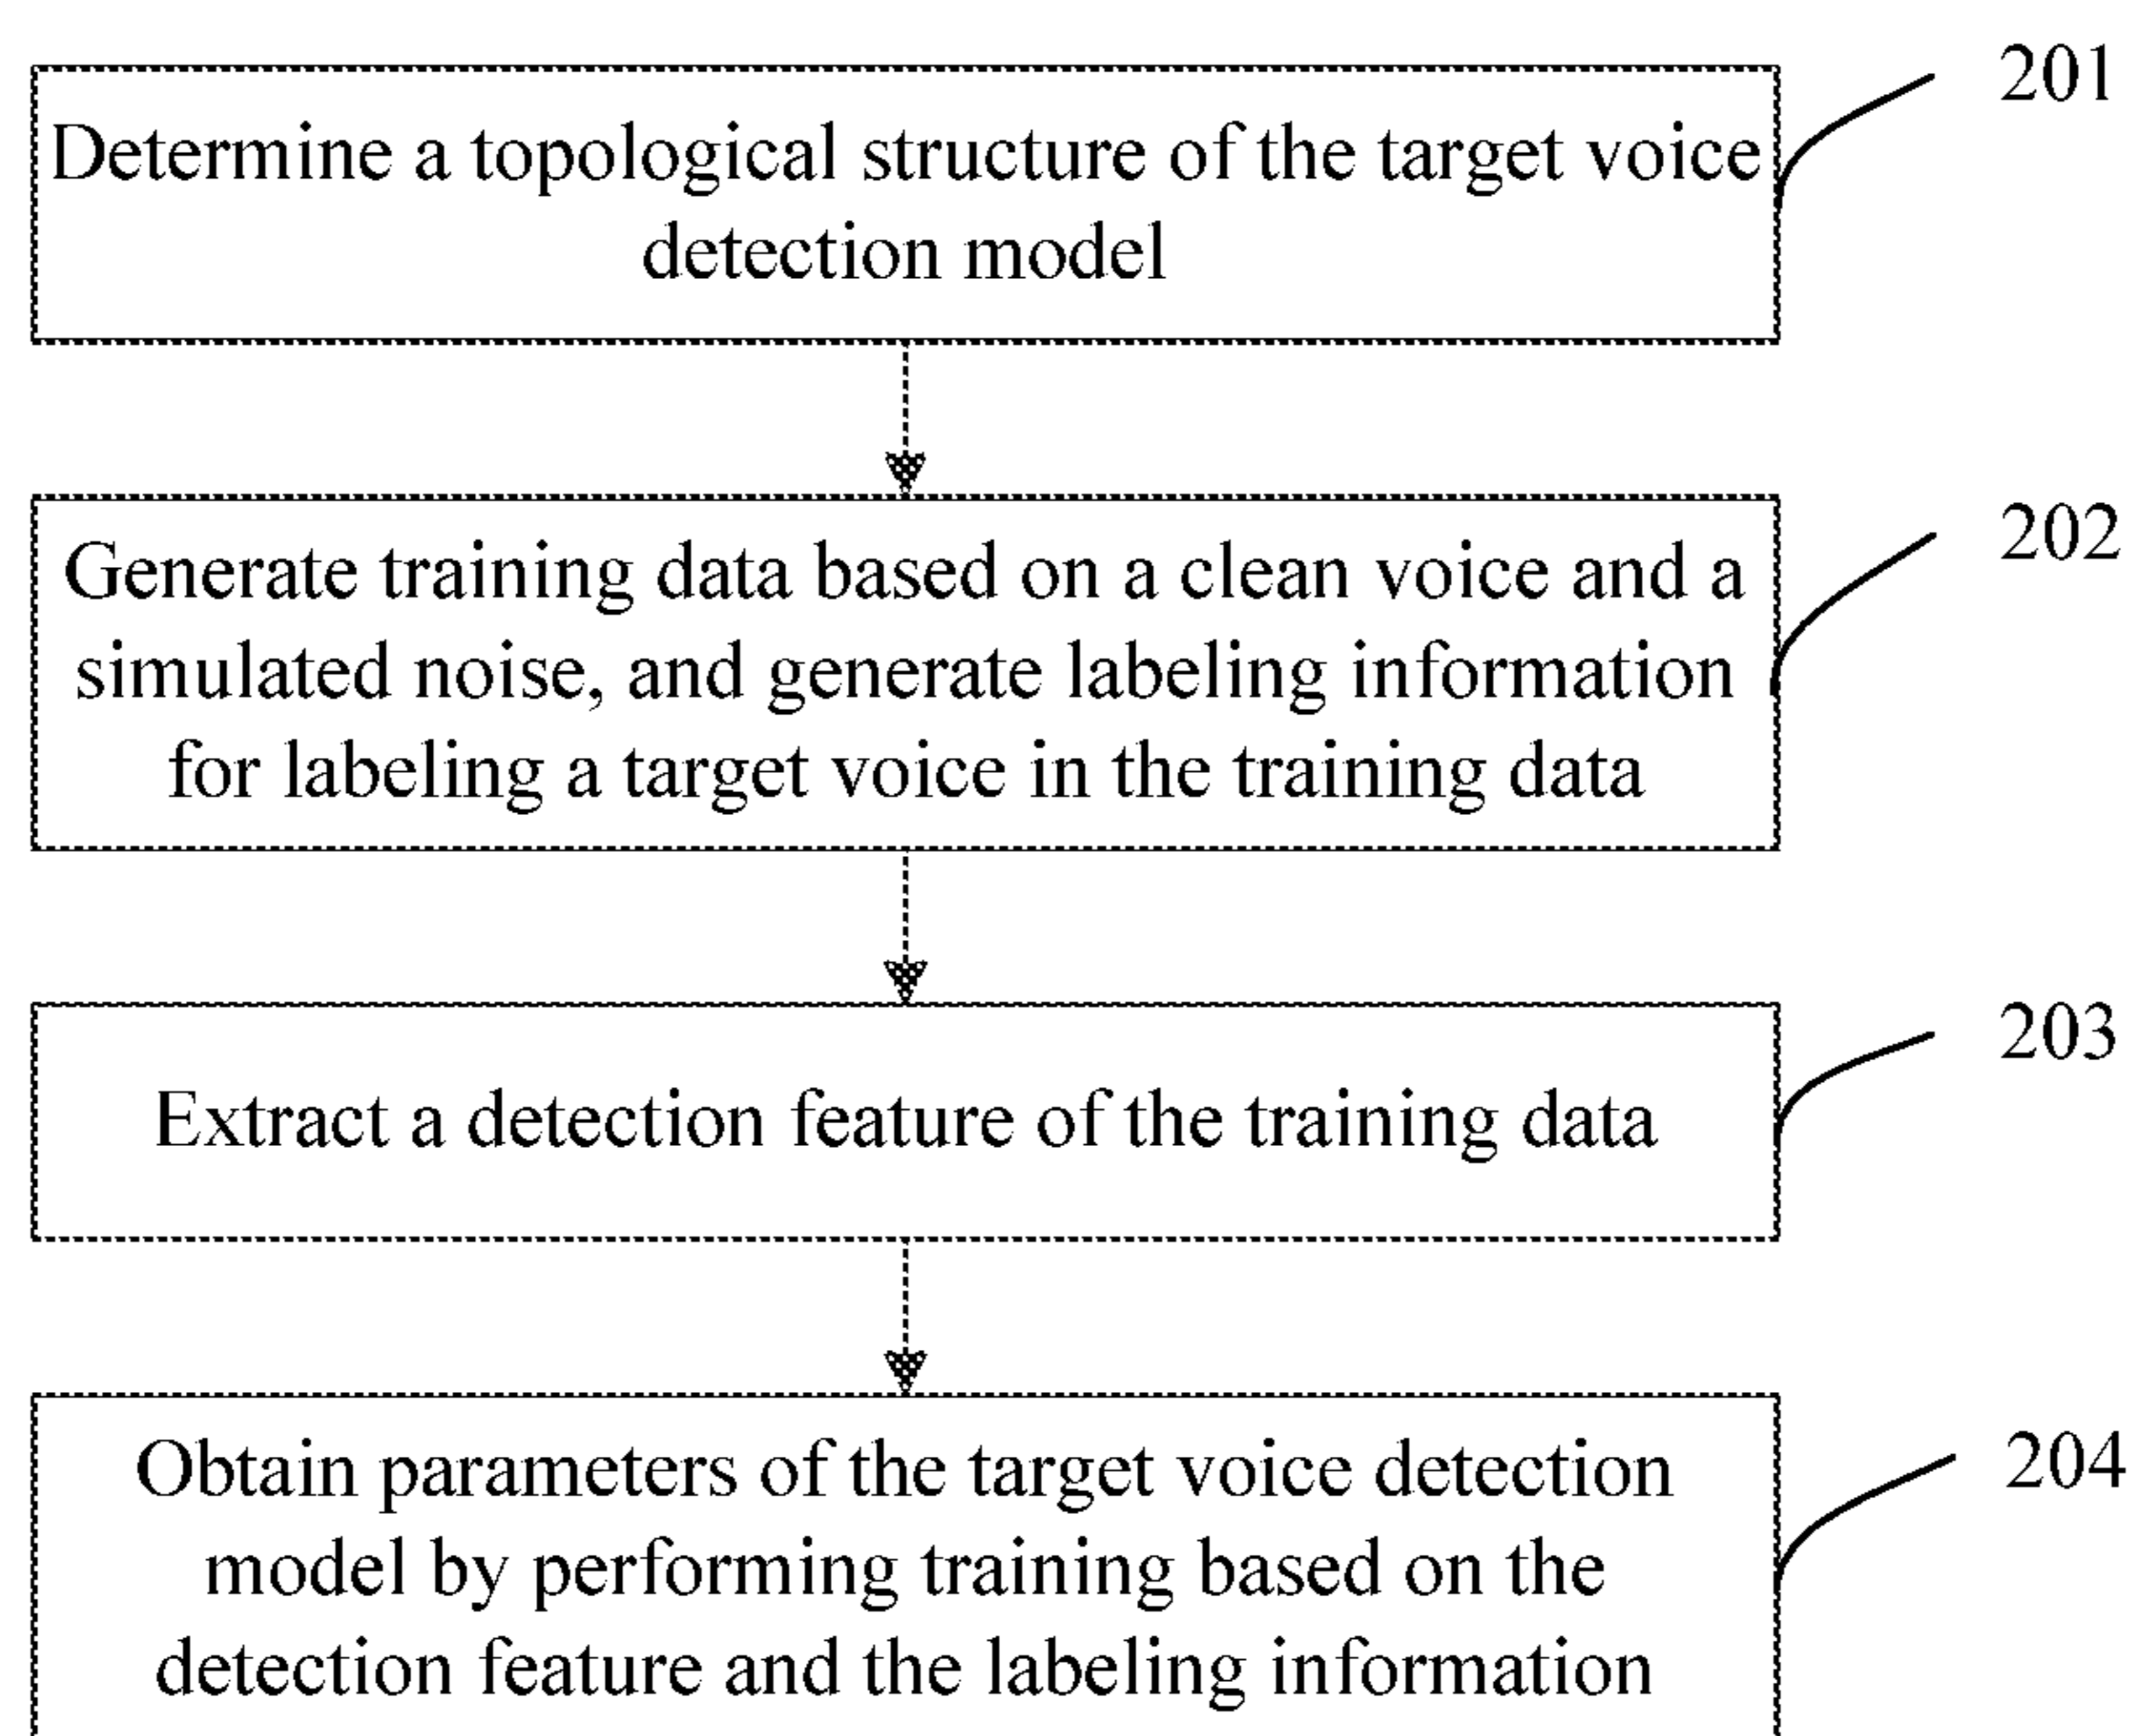 201
Determine a topological structure of the target voice
detection model
202
Generate training data based on a clean voice and a
simulated noise, and generate labeling information
for labeling a target voice in the training data
203
Extract a detection feature of the training data
204
Obtain parameters of the target voice detection
model by performing training based on the
detection feature and the labeling information